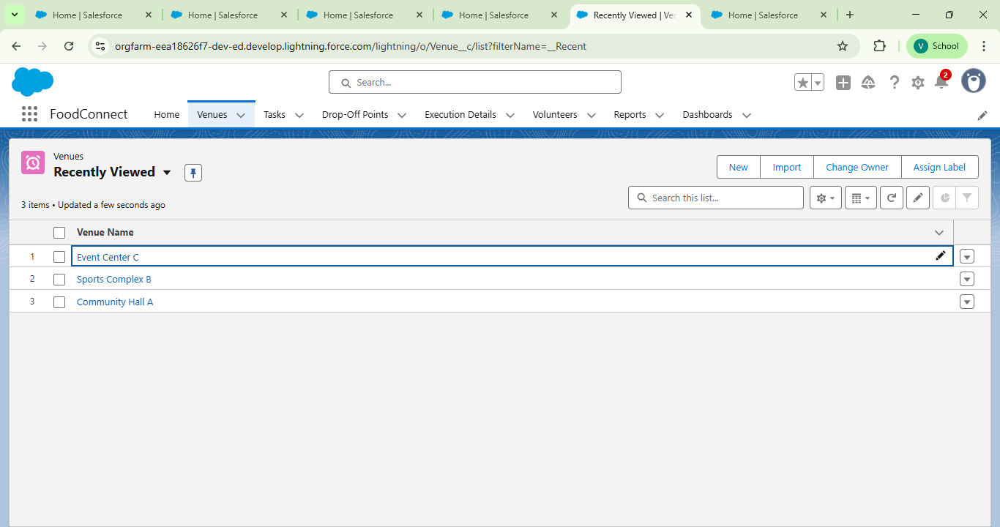 Home | Salesforce
Home | Salesforce
Home | Salesforce
Home | Salesforce
Recently Viewed | Ve
Home | Salesforce
orgfarm-eea18626f7-dev-ed.develop.lightning.force.com/lightning/o/Venue__c/list?filterName=__Recent
V School
Search...
2
FoodConnect
Home
Venues
Tasks
Drop-Off Points
Execution Details
Volunteers
Reports
Dashboards
Venues
Recently Viewed
New
Import
Change Owner
Assign Label
3 items • Updated a few seconds ago
Search this list...
Venue Name
1 Event Center C
2 Sports Complex B
3 Community Hall A